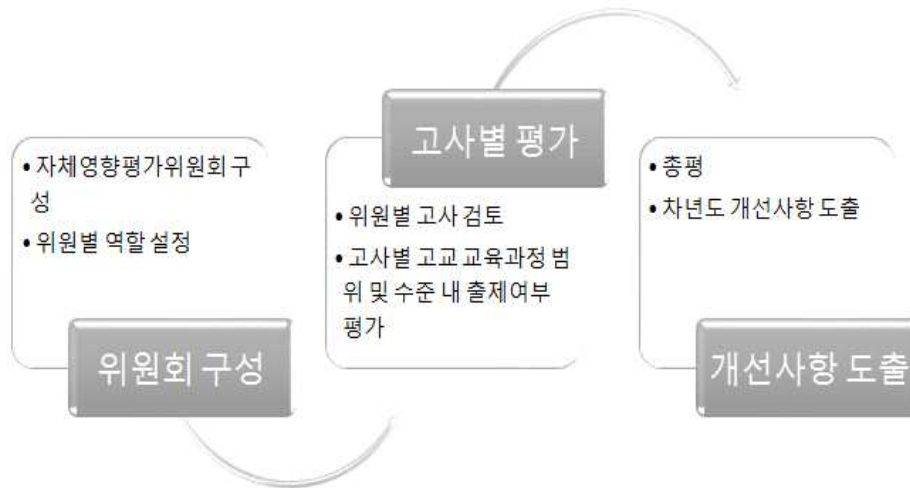 • 자체영향평가위원회 구
성
• 위원별 역할 설정
위원회 구성
고사별 평가
• 위원별 고사 검토
• 고사별 고교 교육과정 범
위 및 수준 내 출제여부
평가
• 총평
• 차년도 개선사항 도출
개선사항 도출